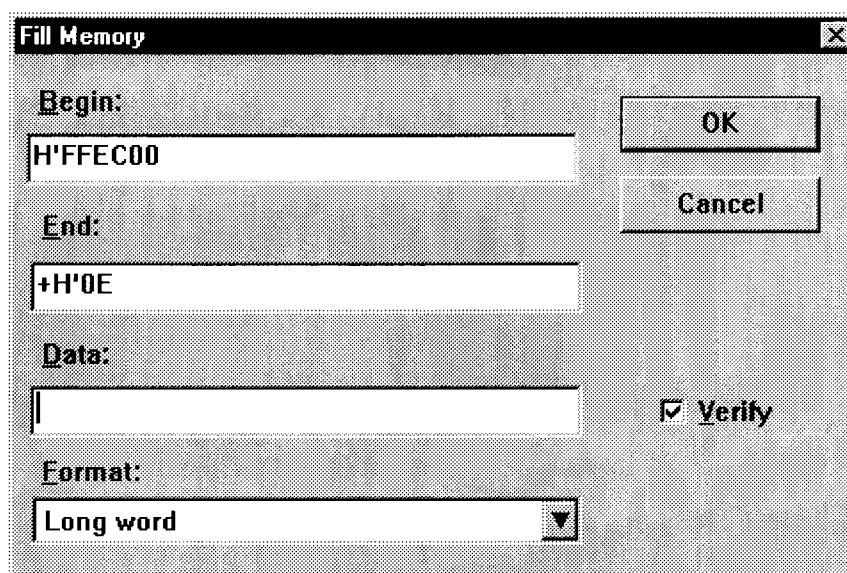 Fill Memory
Begin:
OK
H'FFEC00
Cancel
End:
+H'0E
Data:
Verify
Format:
Long word